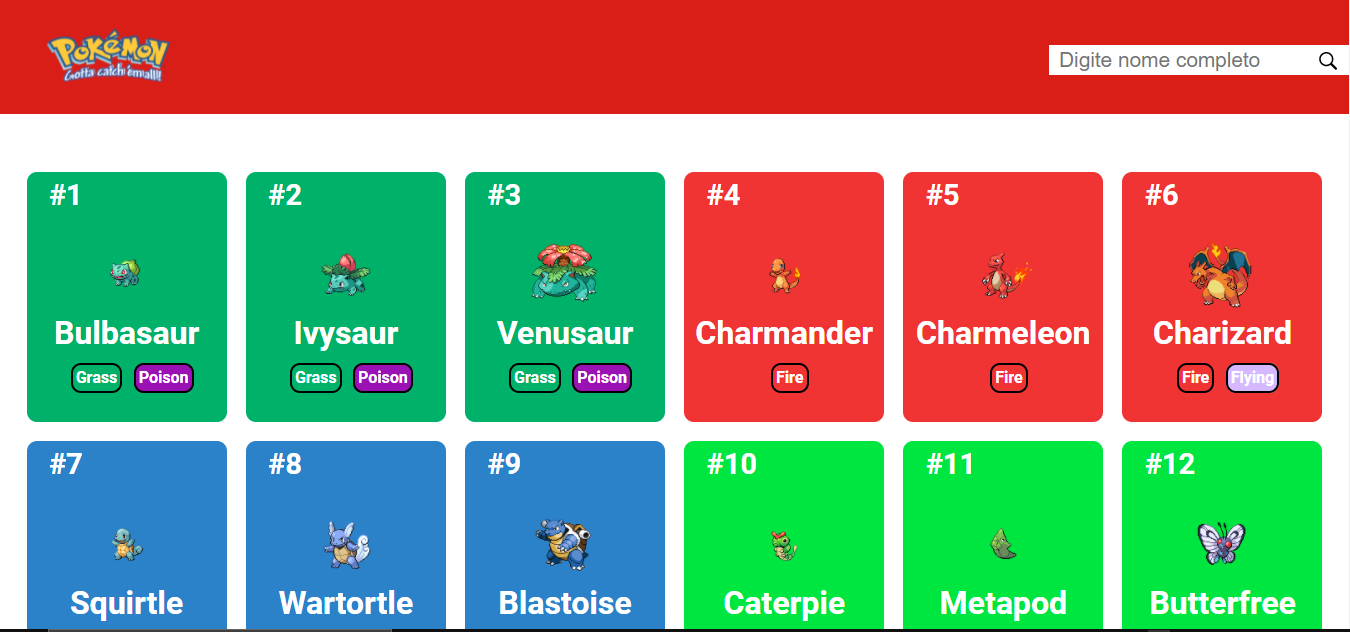 POKéMON
Gotta catch 'em all!!
Digite nome completo
#1 #2 #3 #4 #5 #6
Bulbasaur Ivysaur Venusaur Charmander Charmeleon Charizard
Grass Poison Grass Poison Grass Poison Fire Fire Fire Flying
#7 #8 #9 #10 #11 #12
Squirtle Wartortle Blastoise Caterpie Metapod Butterfree